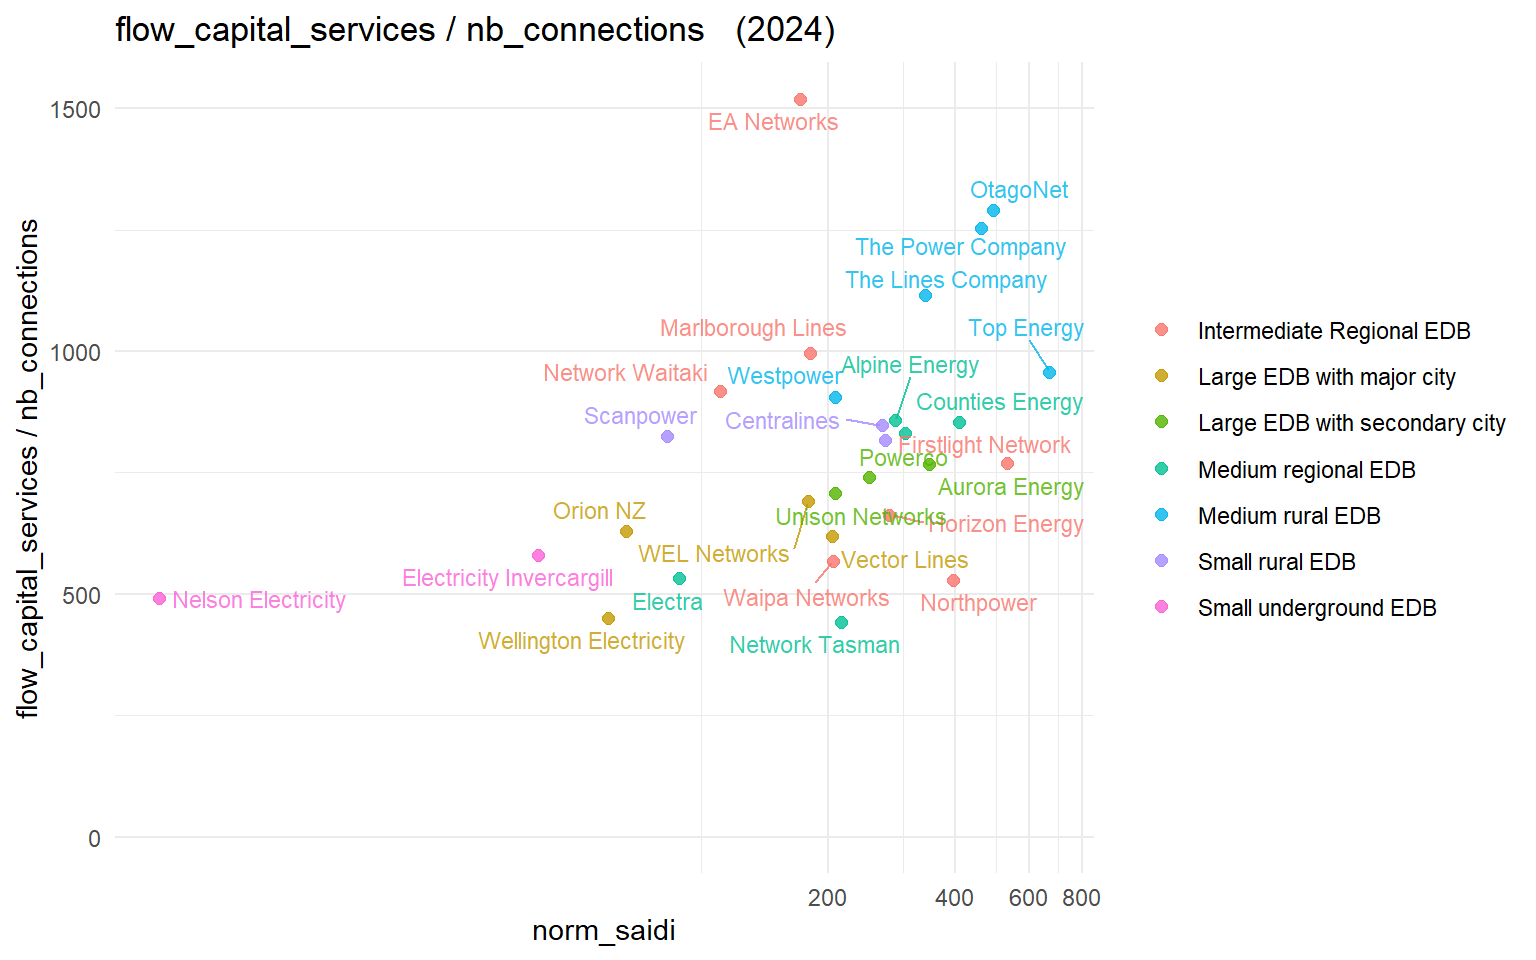 flow_capital_services / nb_connections (2024)
flow_capital_services / nb_connections
1500
1000
500
0
EA Networks
OtagoNet
The Power Company
The Lines Company
Marlborough Lines
Top Energy
Network Waitaki
Westpower
Alpine Energy
Scanpower
Centralines
Counties Energy
Firstlight Network
Powerco
Aurora Energy
Orion NZ
Unison Networks
Horizon Energy
WEL Networks
Vector Lines
Electricity Invercargill
Nelson Electricity
Electra
Waipa Networks
Northpower
Wellington Electricity
Network Tasman
200
400
600
800
norm_saidi
Intermediate Regional EDB
Large EDB with major city
Large EDB with secondary city
Medium regional EDB
Medium rural EDB
Small rural EDB
Small underground EDB